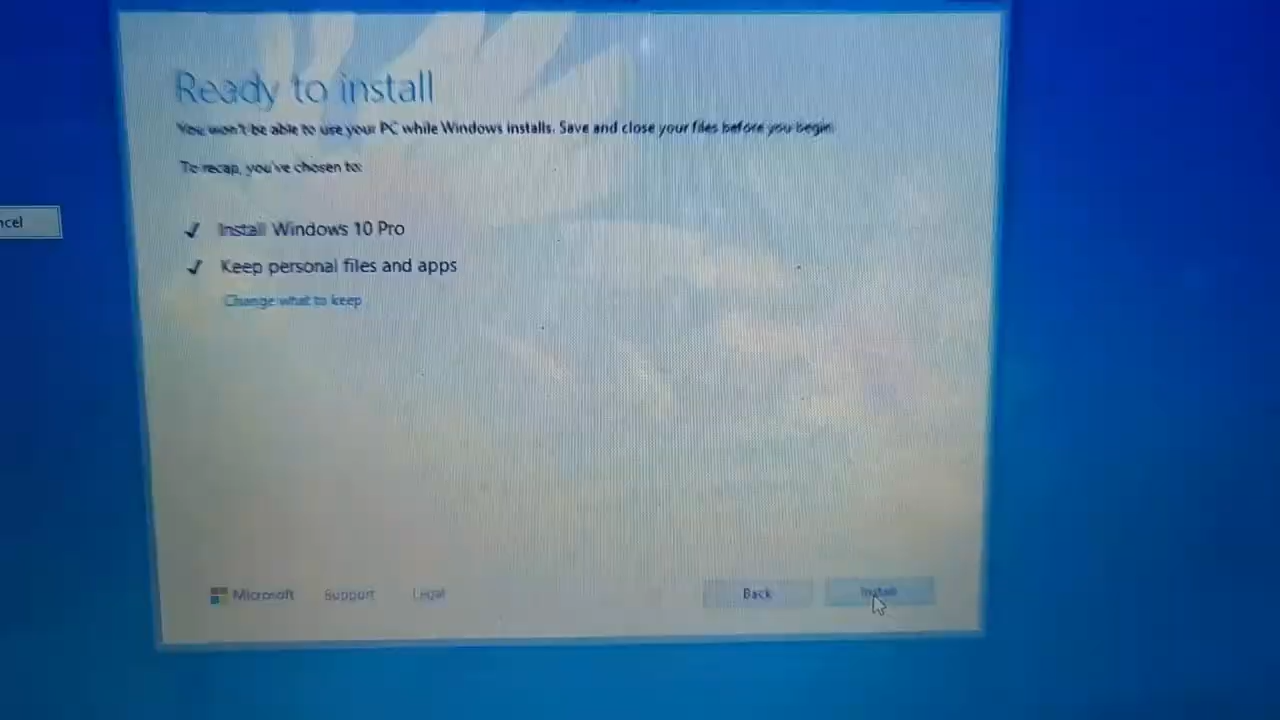 Ready to install
You won't be able to use your PC while Windows installs. Save and close your files before you begin.
To recap, you've chosen to:
ncel
Install Windows 10 Pro
Keep personal files and apps
Change what to keep
Microsoft Support Legal Back Install